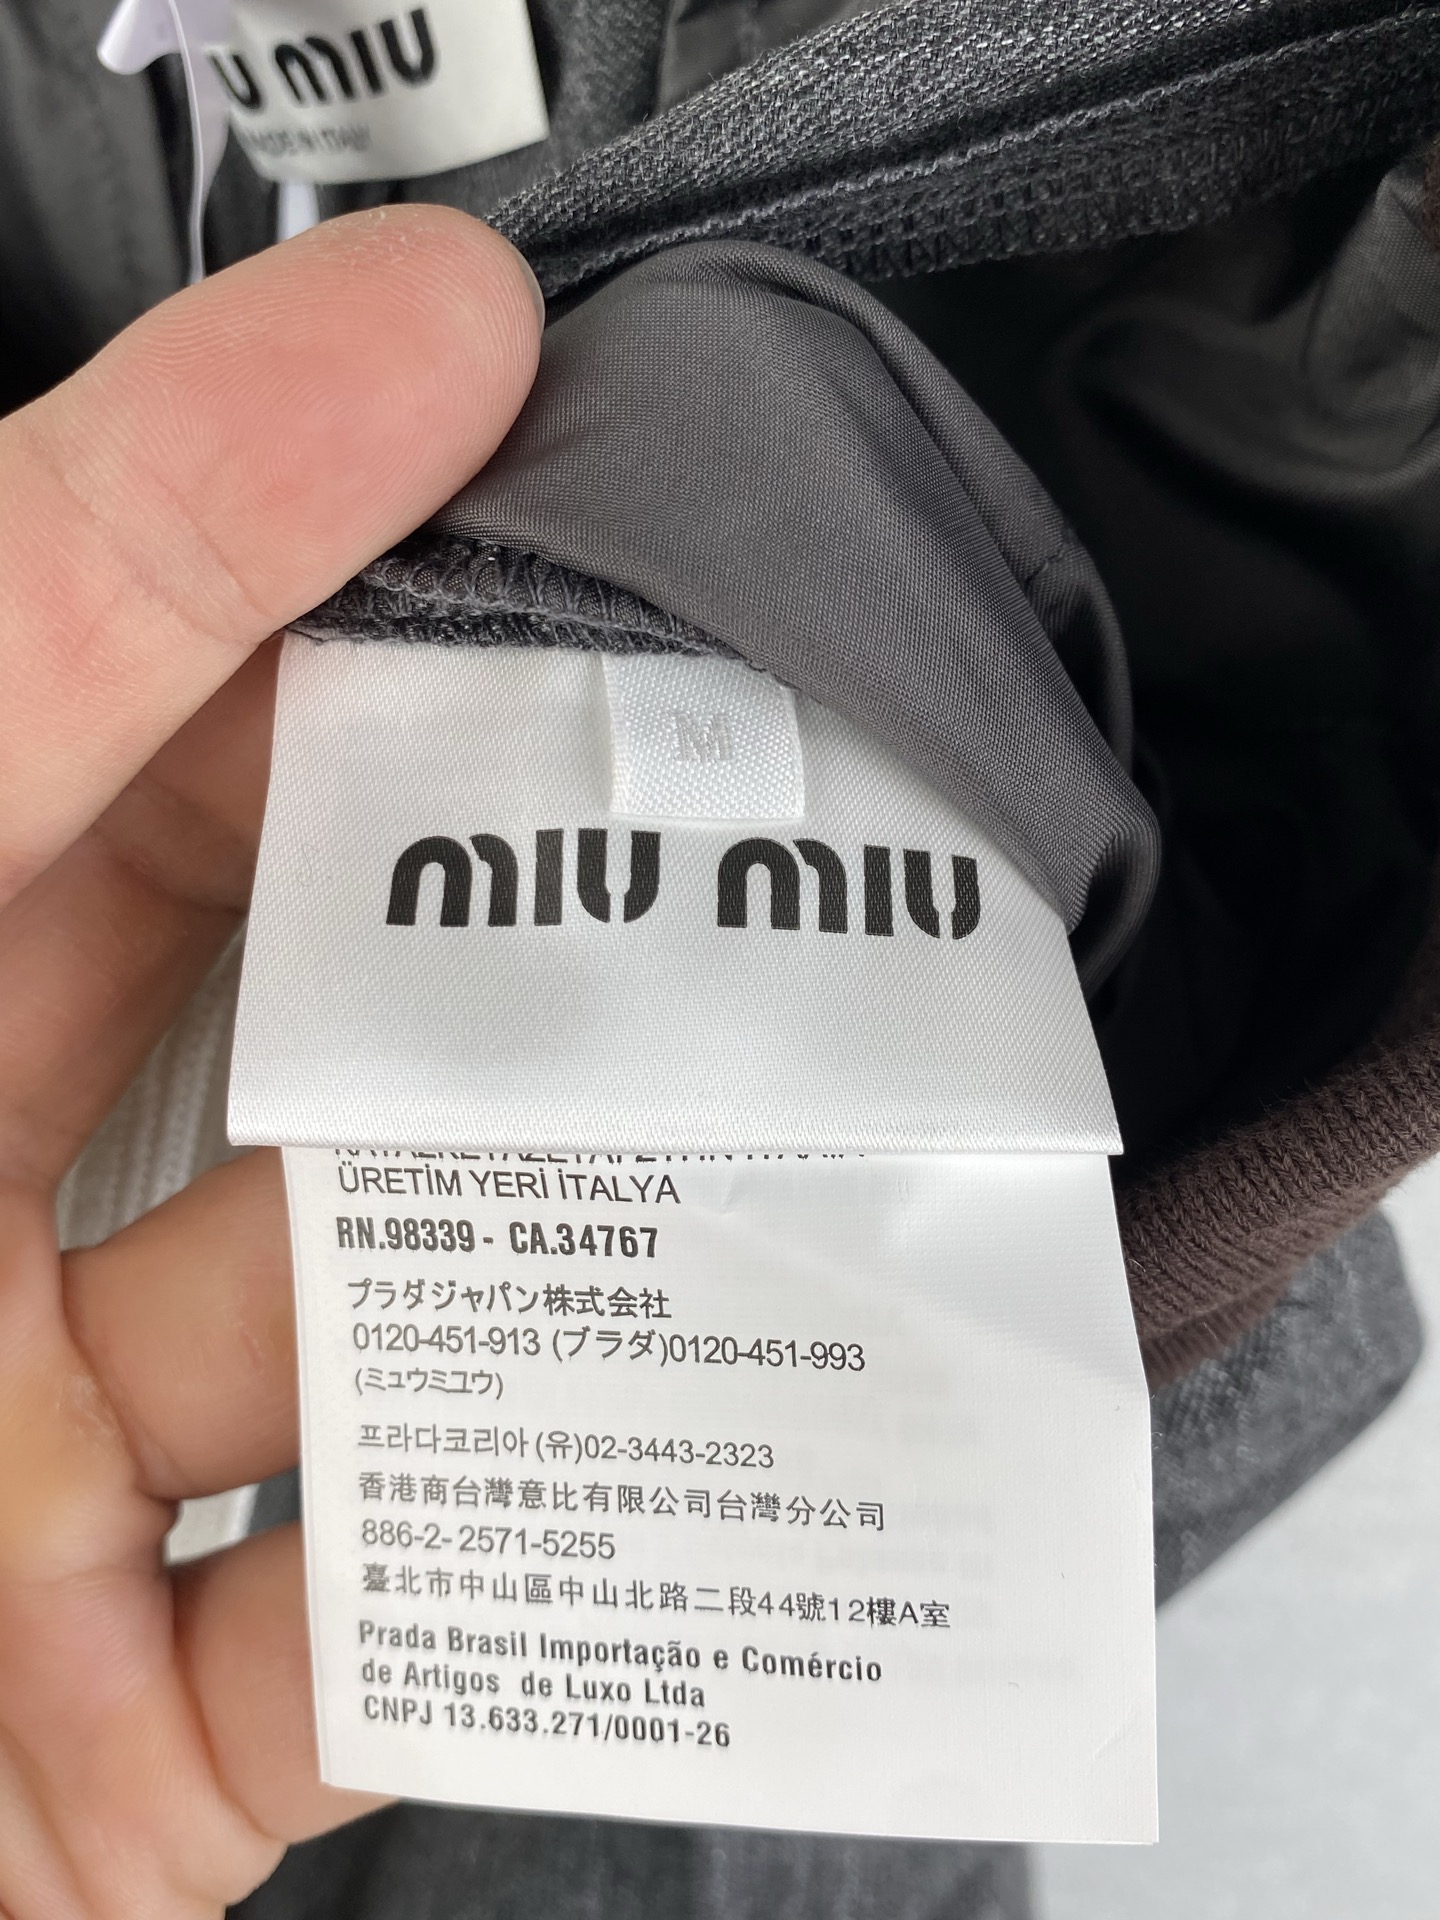 U MIU
MADE IN ITALY
M
miu miu
ÜRETİM YERİ İTALYA
RN.98339 - CA.34767
プラダジャパン株式会社
0120-451-913 (プラダ)0120-451-993
(ミュウミユウ)
프라다코리아(유)02-3443-2323
香港商台灣意比有限公司台灣分公司
886-2-2571-5255
臺北市中山區中山北路二段44號12樓A室
Prada Brasil Importação e Comércio
de Artigos de Luxo Ltda
CNPJ 13.633.271/0001-26